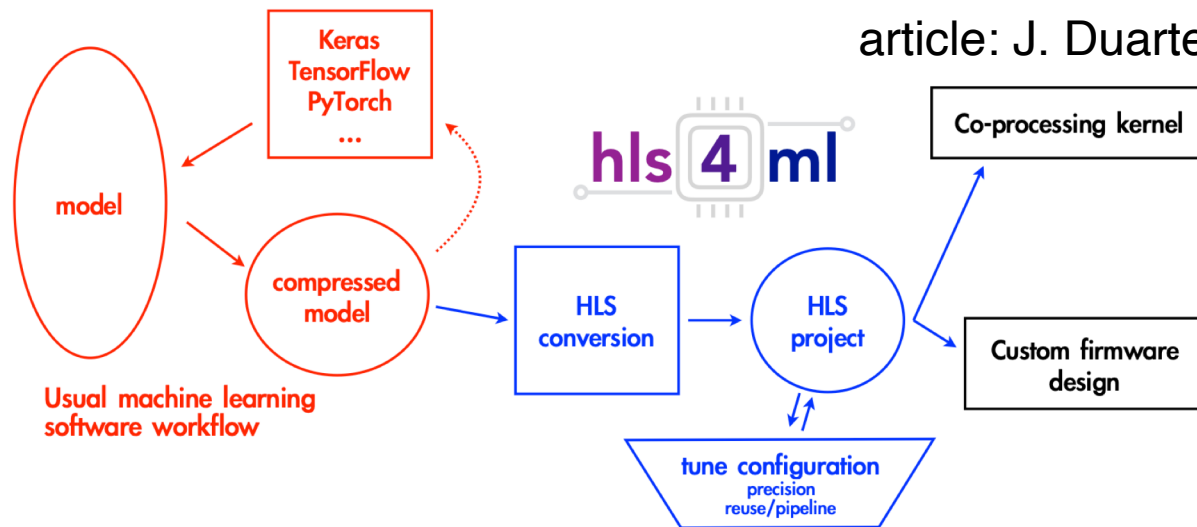 article: J. Duarte
Keras
TensorFlow
PyTorch
...
Co-processing kernel
hls 4 ml
model
compressed
model
HLS
conversion
HLS
project
Custom firmware
design
Usual machine learning
software workflow
tune configuration
precision
reuse/pipeline